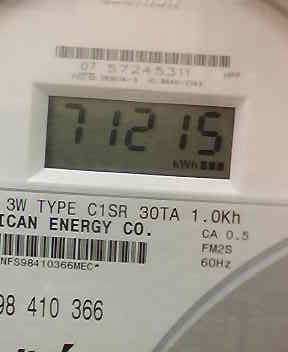 07 57245311
71215
kWh
3W TYPE C1SR 30TA 1.0Kh
ICAN ENERGY CO.
CA 0.5
FM2S
60HZ
NFS98410366MEC*
98 410 366